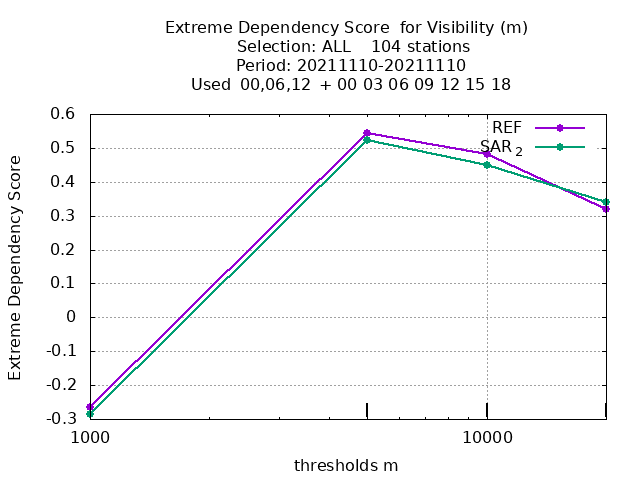 Extreme Dependency Score  for Visibility (m)
Selection: ALL    104 stations
Period: 20211110-20211110
Used  00,06,12  + 00 03 06 09 12 15 18
REF
SAR 2
0.6
0.5
0.4
0.3
0.2
0.1
0
-0.1
-0.2
-0.3
Extreme Dependency Score
1000
10000
thresholds m